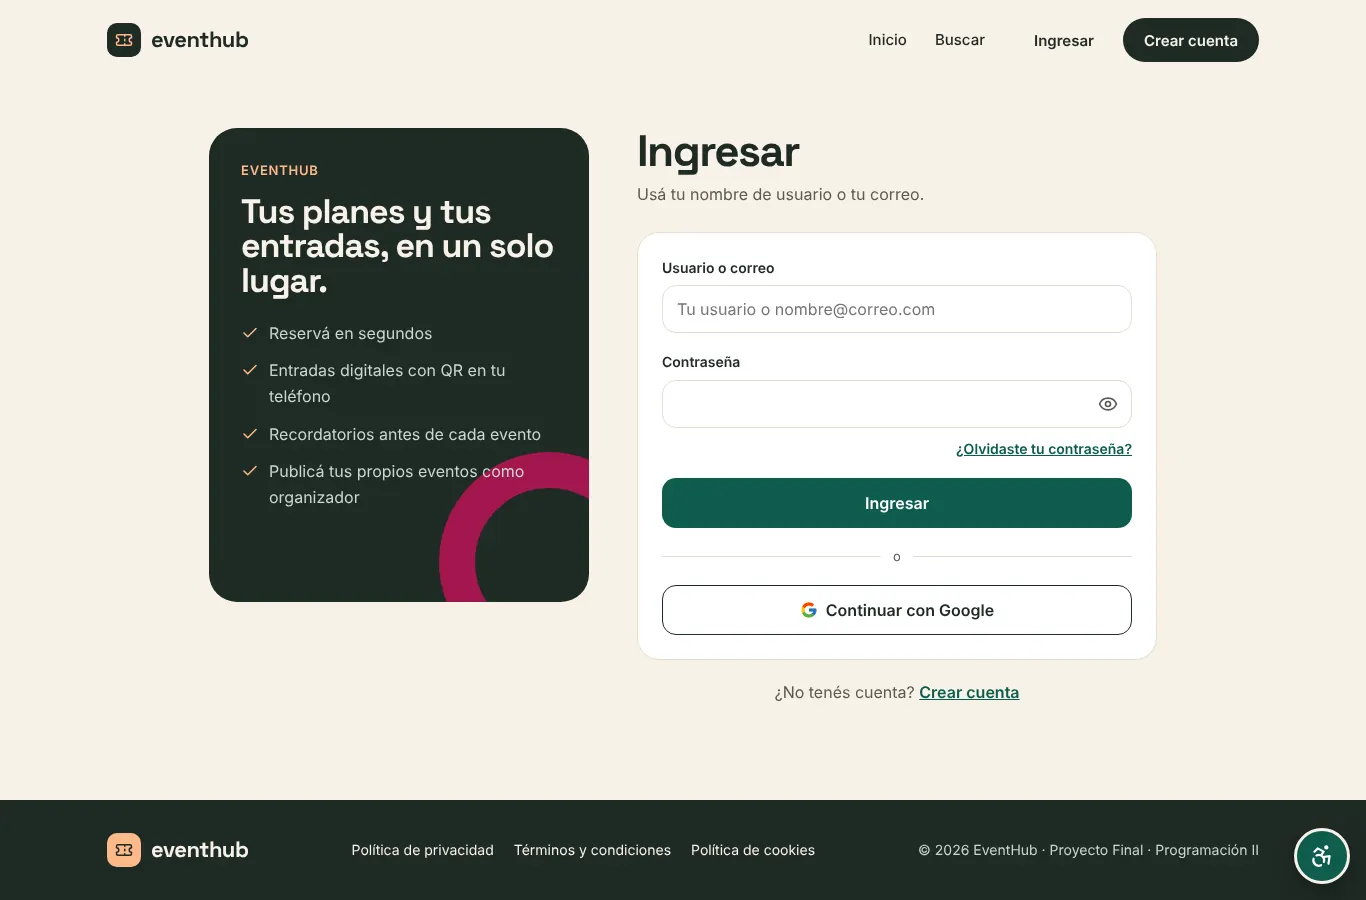 eventhub
Inicio
Buscar
Ingresar
Crear cuenta
EVENTHUB
Tus planes y tus
entradas, en un solo
lugar.
Reservá en segundos
Entradas digitales con QR en tu
teléfono
Recordatorios antes de cada evento
Publicá tus propios eventos como
organizador
Ingresar
Usá tu nombre de usuario o tu correo.
Usuario o correo
Tu usuario o nombre@correo.com
Contraseña
¿Olvidaste tu contraseña?
Ingresar
o
Continuar con Google
¿No tenés cuenta? Crear cuenta
eventhub
Política de privacidad
Términos y condiciones
Política de cookies
© 2026 EventHub · Proyecto Final · Programación II